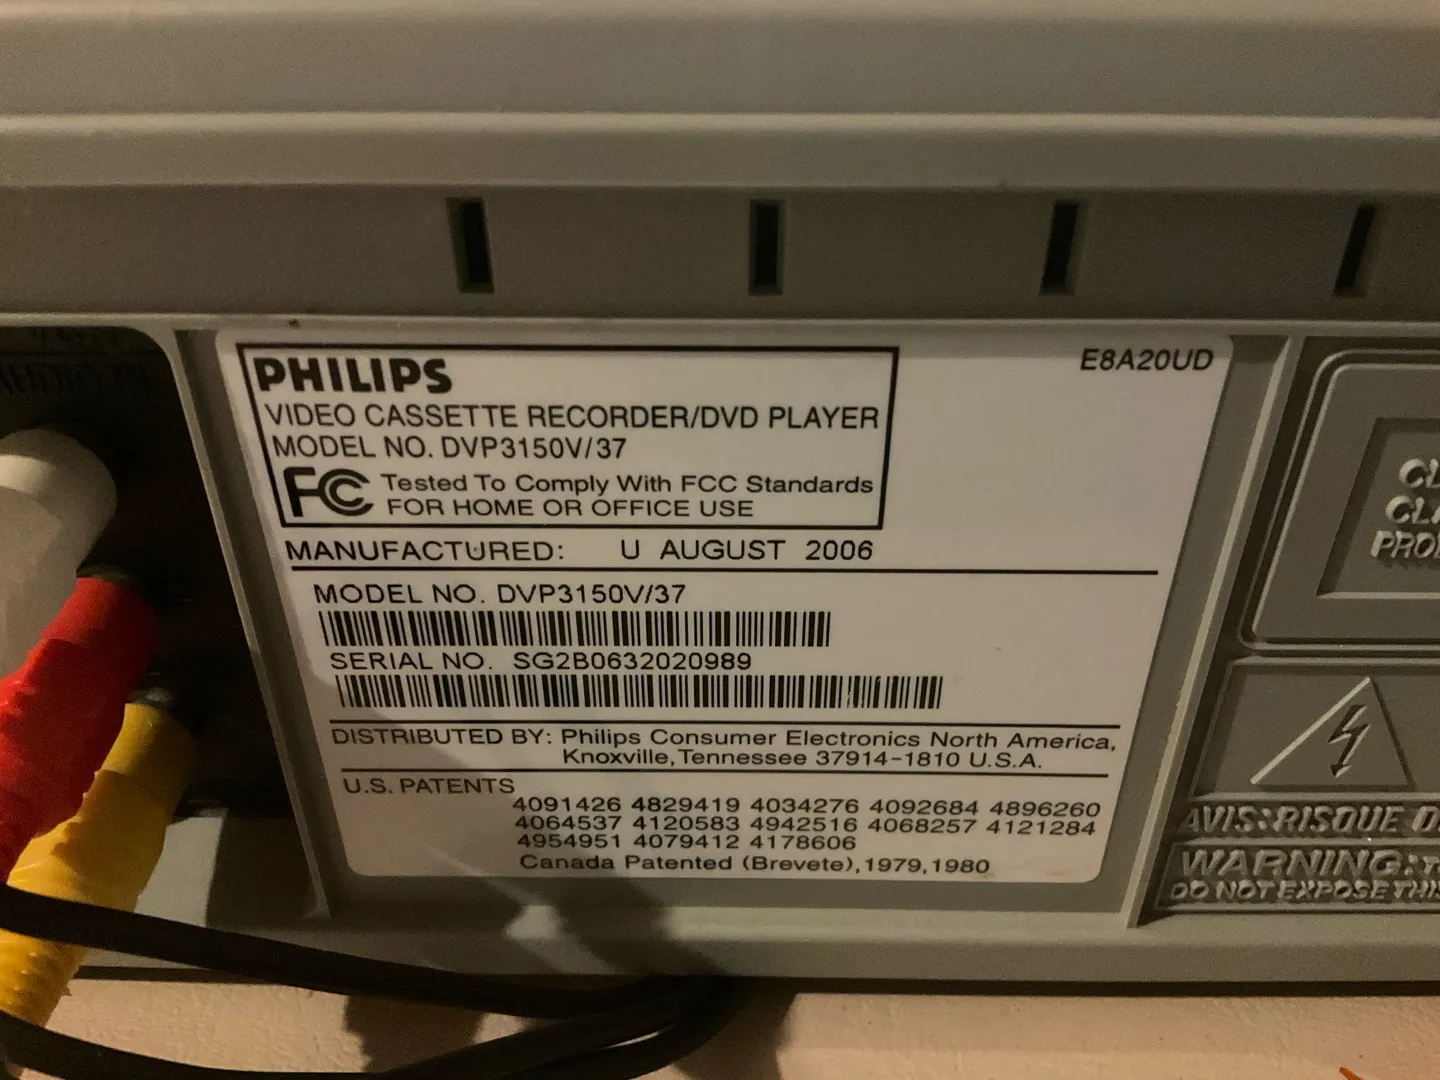 PHILIPS
VIDEO CASSETTE RECORDER/DVD PLAYER
MODEL NO. DVP3150V/37
FC Tested To Comply With FCC Standards
FOR HOME OR OFFICE USE
E8A20UD
MANUFACTURED: U AUGUST 2006
MODEL NO. DVP3150V/37
SERIAL NO. SG2B0632020989
DISTRIBUTED BY: Philips Consumer Electronics North America,
Knoxville, Tennessee 37914-1810 U.S.A.
U.S. PATENTS
4091426 4829419 4034276 4092684 4896260
4064537 4120583 4942516 4068257 4121284
4954951 4079412 4178606
Canada Patented (Brevete), 1979, 1980
AVIS:RISQUE D
WARNING:
DO NOT EXPOSE THIS